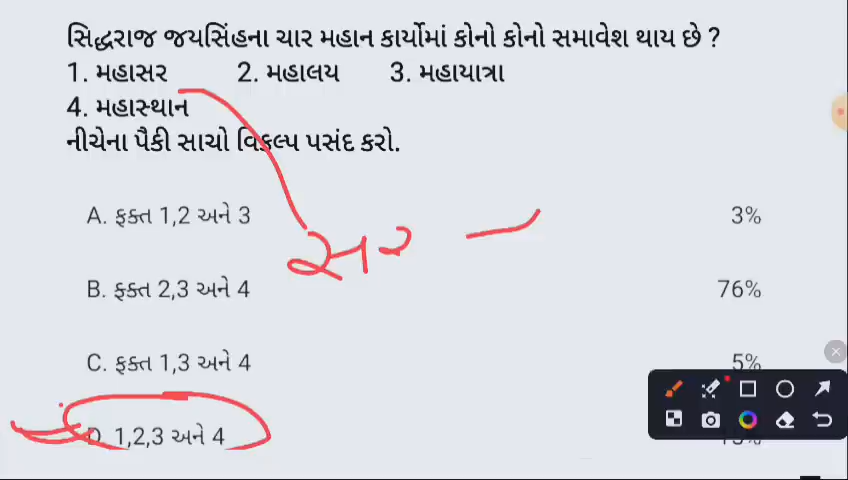 સિદ્ધરાજ જયસિંહના ચાર મહાન કાર્યોમાં કોનો કોનો સમાવેશ થાય છે ?
1. મહાસર 2. મહાલય 3. મહાયાત્રા
4. મહાસ્થાન
નીચેના પૈકી સાચો વિકલ્પ પસંદ કરો.
A. ફક્ત 1,2 અને 3 3%
સર
B. ફક્ત 2,3 અને 4 76%
C. ફક્ત 1,3 અને 4 5%
D. 1,2,3 અને 4